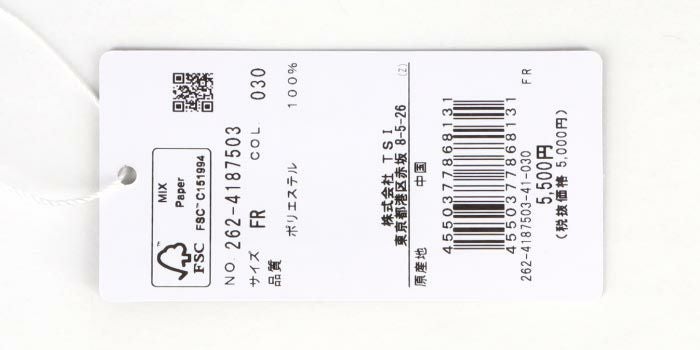 MIX
Paper
FSC™ C151994
FSC
NO. 262-4187503
サイズ FR COL. 030
品質 ポリエステル 100%
株式会社 TSI
東京都港区赤坂 8-5-26 (Z)
原産地 中国
4550377868131
4550377868131
262-4187503-41-030 FR
5,500円
(税抜価格 5,000円)